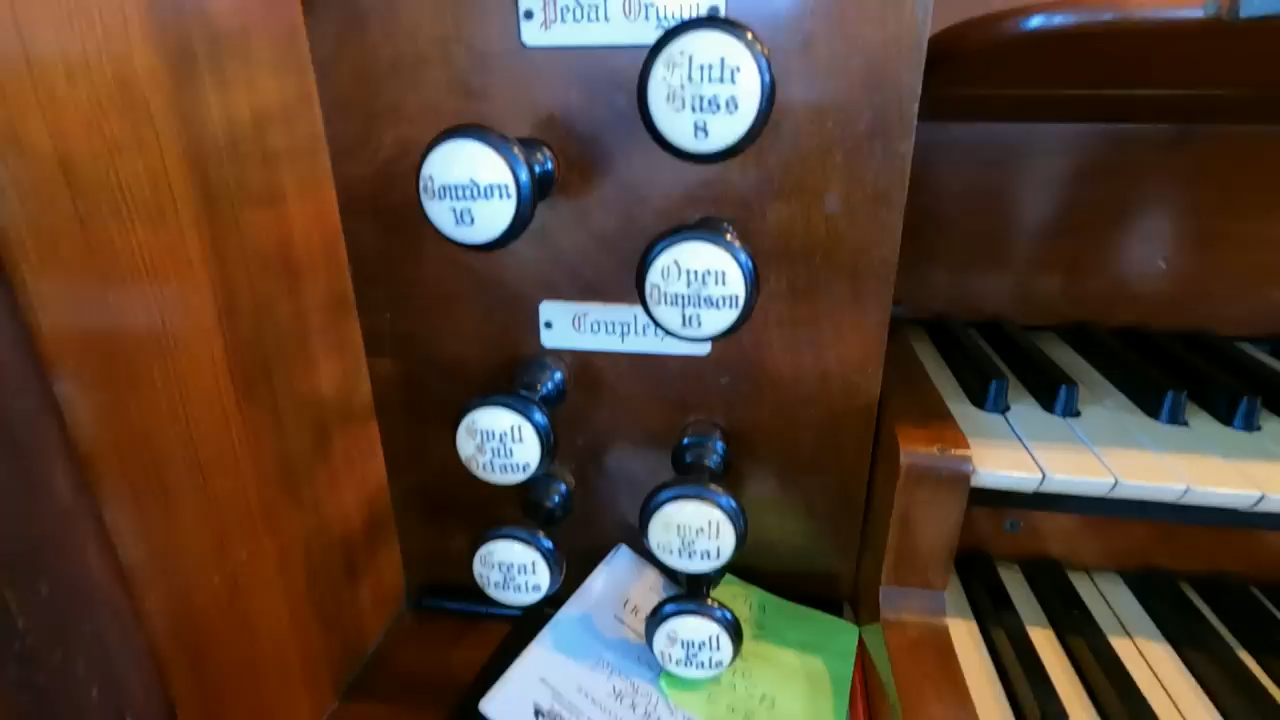 Pedal Organ
Flute
Bass
8
Bourdon
16
Open
Diapason
16
Couplers
Swell
Sub
Octave
Swell
to
Great
Great
to
Pedals
Swell
to
Pedals